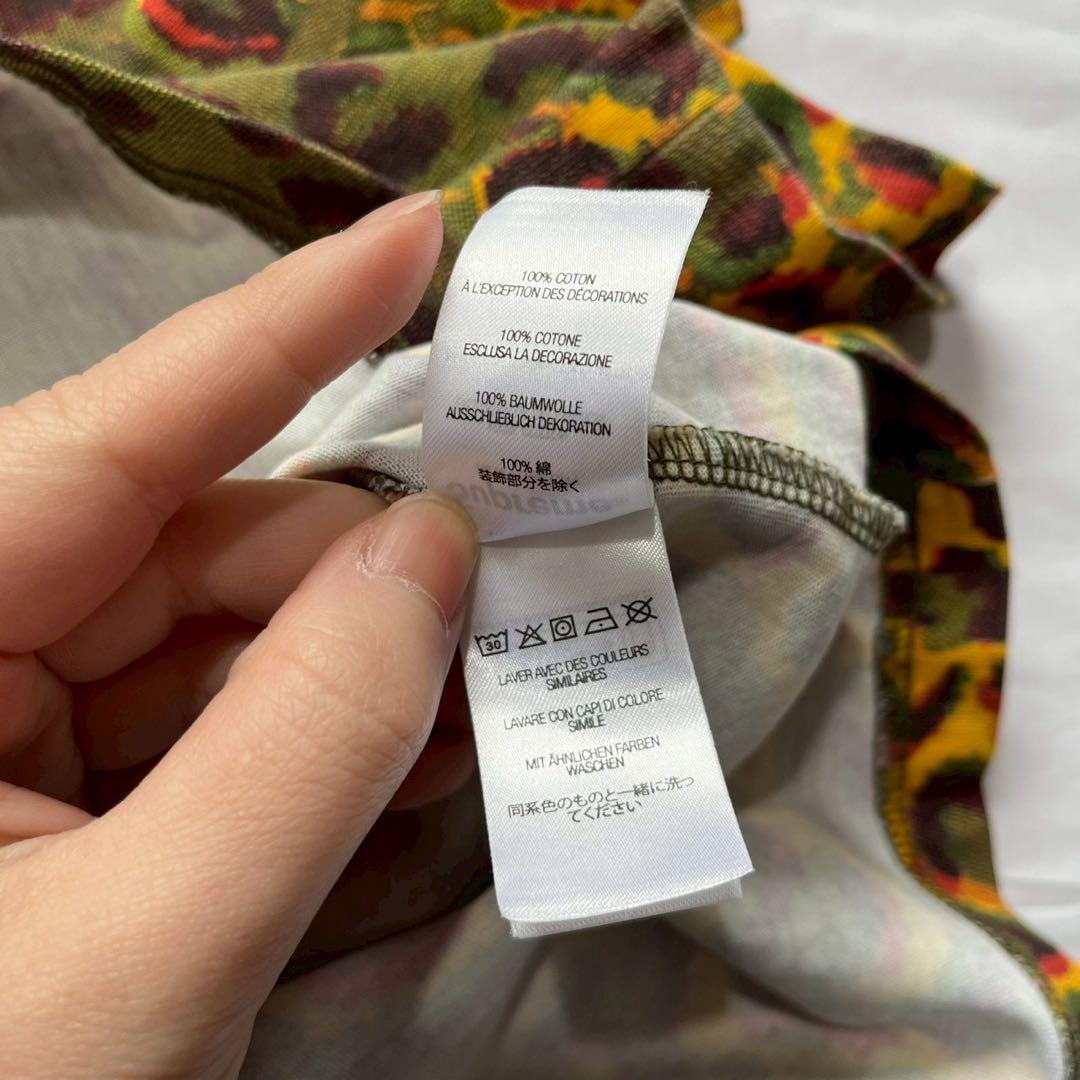 100% COTON
À L'EXCEPTION DES DÉCORATIONS
100% COTONE
ESCLUSA LA DECORAZIONE
100% BAUMWOLLE
AUSSCHLIEßLICH DEKORATION
100% 綿
装飾部分を除く
Supreme
30
LAVER AVEC DES COULEURS
SIMILAIRES
LAVARE CON CAPI DI COLORE
SIMILE
MIT ÄHNLICHEN FARBEN
WASCHEN
同系色のものと一緒に洗っ
てください